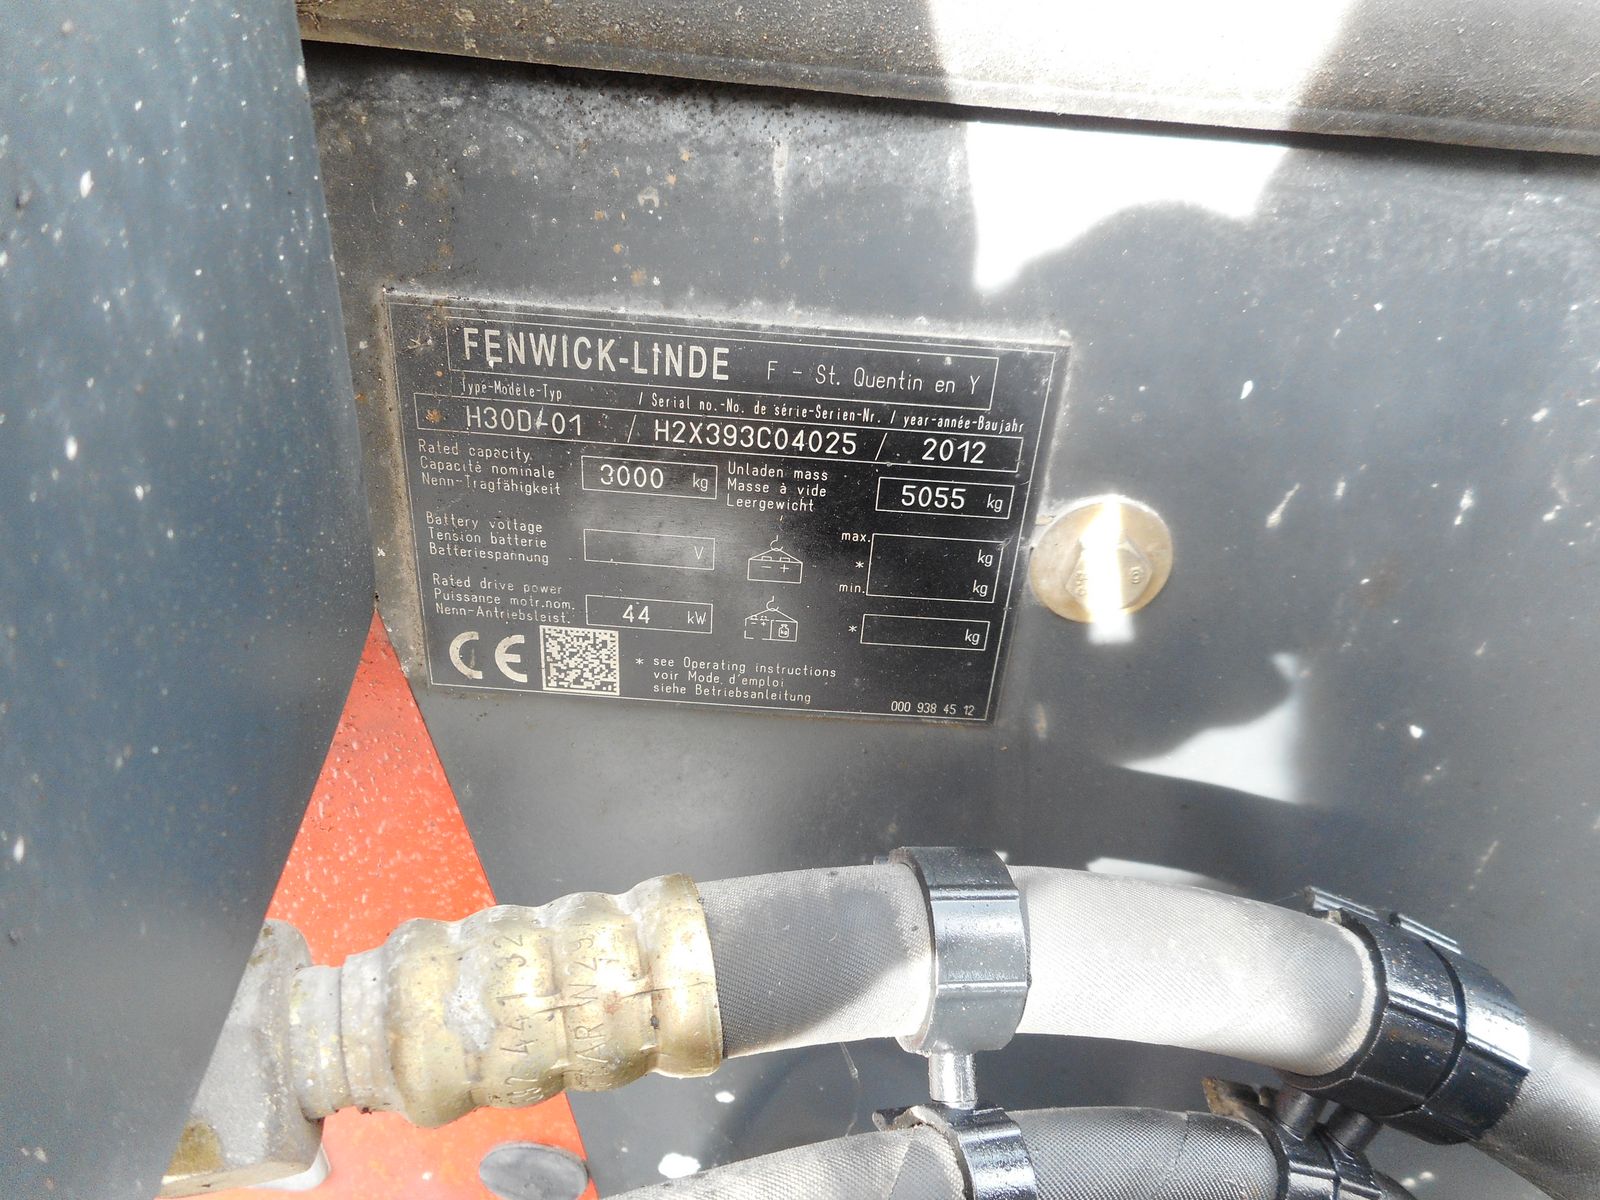 FENWICK-LINDE F - St. Quentin en Y
Type-Modèle-Typ / Serial no.-No. de série-Serien-Nr. / year-année-Baujahr
H30D/-01 / H2X393C04025 / 2012
Rated capacity
Capacité nominale
Nenn-Tragfähigkeit
3000 kg
Unladen mass
Masse à vide
Leergewicht
5055 kg
Battery voltage
Tension batterie
Batteriespannung
V
- +
max. kg
*
min. kg
Rated drive power
Puissance motr.nom.
Nenn-Antriebsleist.
44 kW
- + kg
* kg
CE
* see Operating instructions
voir Mode d'emploi
siehe Betriebsanleitung
000 938 45 12